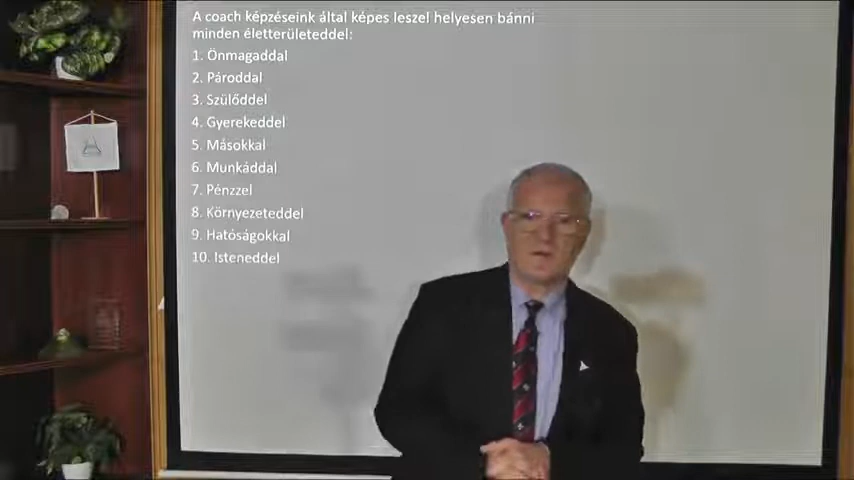 A coach képzéseink által képes leszel helyesen bánni
minden életterületeddel:
1. Önmagaddal
2. Pároddal
3. Szülőddel
4. Gyerekeddel
5. Másokkal
6. Munkáddal
7. Pénzzel
8. Környezeteddel
9. Hatóságokkal
10. Isteneddel